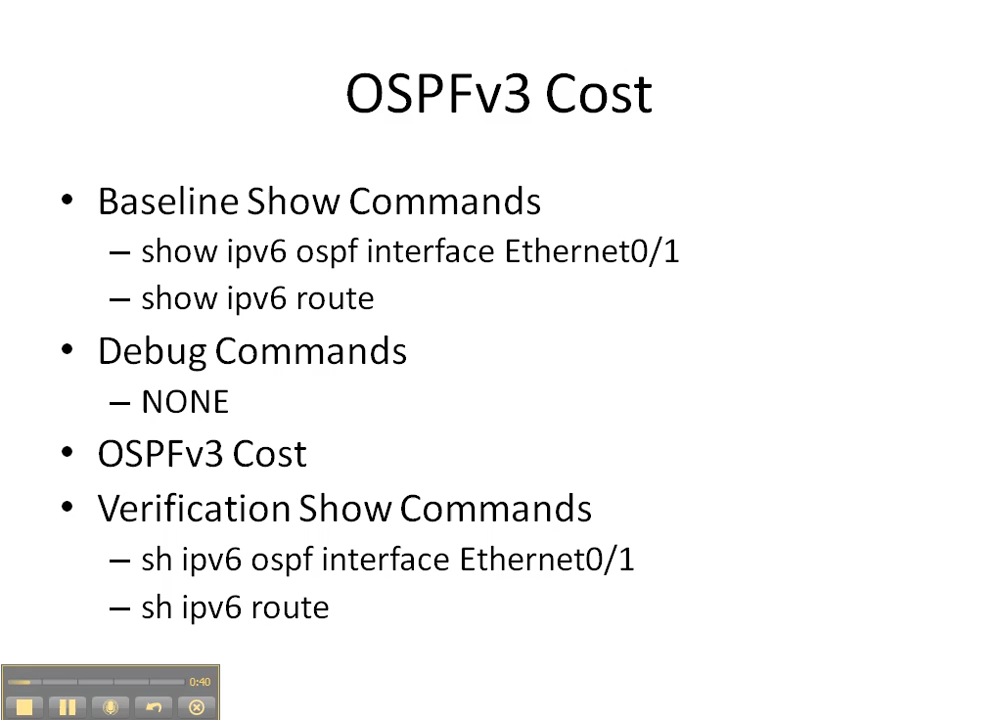 OSPFv3 Cost
• Baseline Show Commands
– show ipv6 ospf interface Ethernet0/1
– show ipv6 route
• Debug Commands
– NONE
• OSPFv3 Cost
• Verification Show Commands
– sh ipv6 ospf interface Ethernet0/1
– sh ipv6 route
0:40